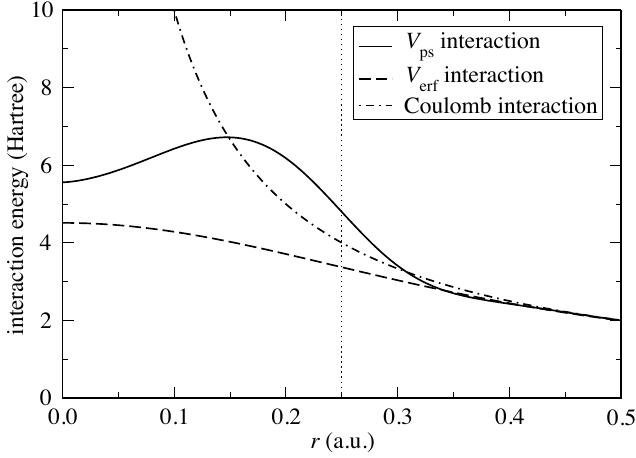 10
8
6
4
2
0
interaction energy (Hartree)
V_ps interaction
V_erf interaction
Coulomb interaction
0.0 0.1 0.2 0.3 0.4 0.5
r (a.u.)